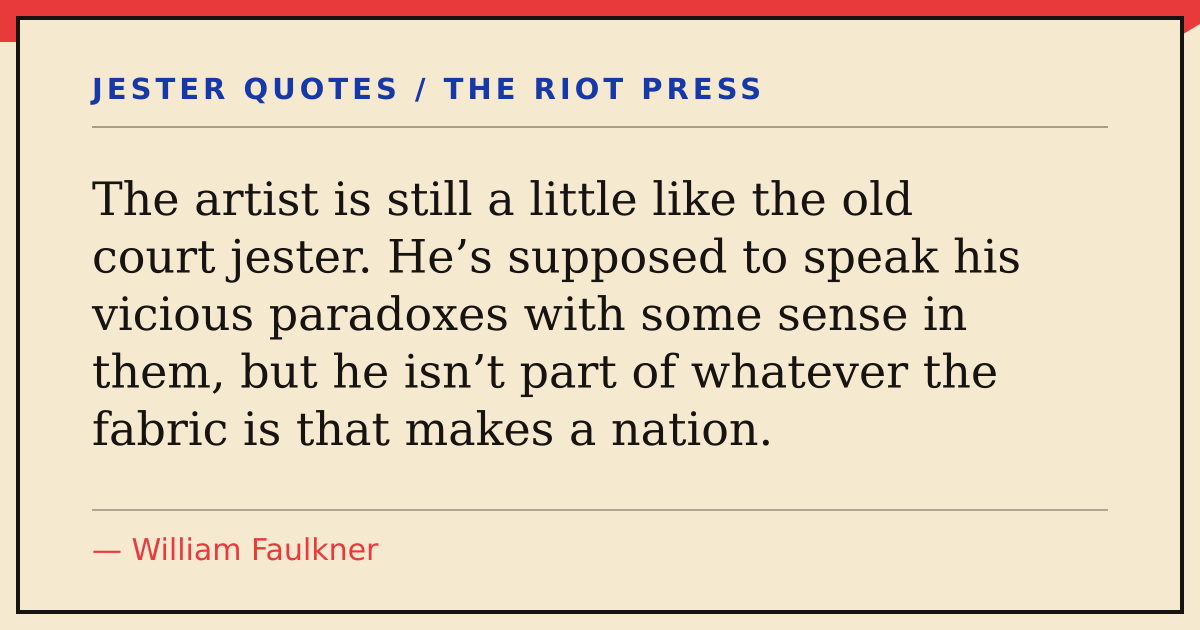 JESTER QUOTES / THE RIOT PRESS
The artist is still a little like the old
court jester. He’s supposed to speak his
vicious paradoxes with some sense in
them, but he isn’t part of whatever the
fabric is that makes a nation.
— William Faulkner